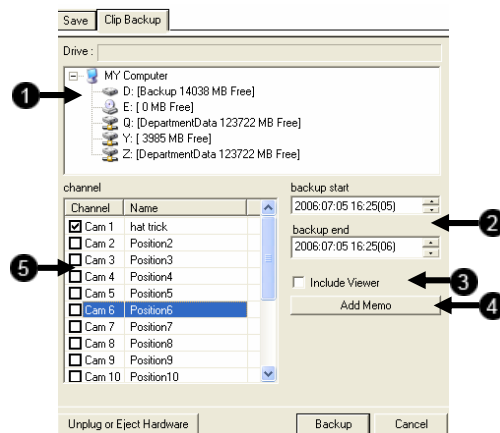 Save Clip Backup
Drive :
MY Computer
D: [Backup 14038 MB Free]
E: [ 0 MB Free]
Q: [DepartmentData 123722 MB Free]
Y: [ 3985 MB Free]
Z: [DepartmentData 123722 MB Free]
1
channel
Channel Name
Cam 1 hat trick
Cam 2 Position2
Cam 3 Position3
Cam 4 Position4
Cam 5 Position5
Cam 6 Position6
Cam 7 Position7
Cam 8 Position8
Cam 9 Position9
Cam 10 Position10
5
backup start
2006:07:05 16:25(05)
2
backup end
2006:07:05 16:25(06)
Include Viewer
3
Add Memo
4
Unplug or Eject Hardware Backup Cancel